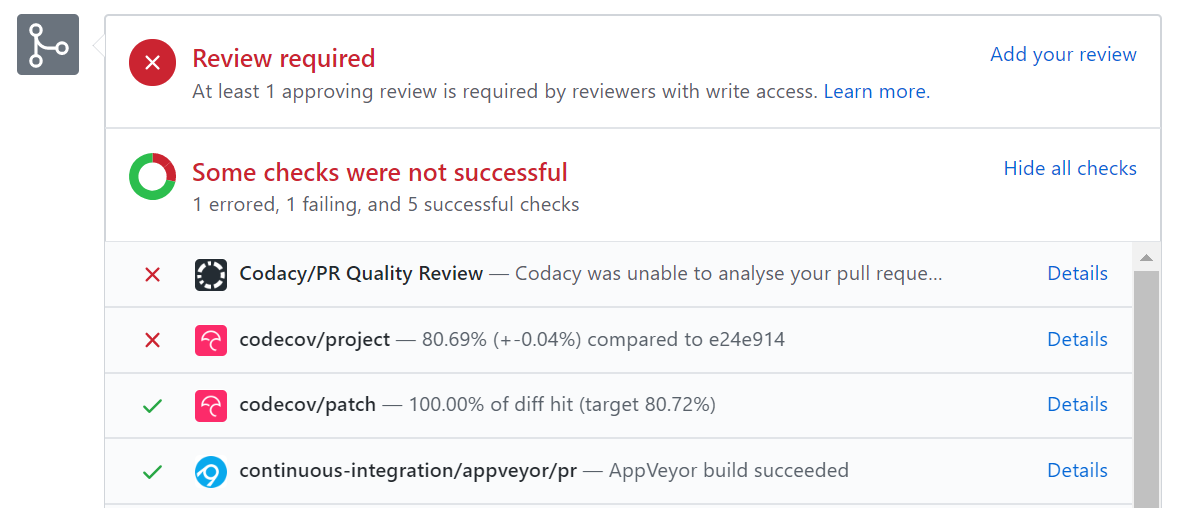 Review required
Add your review
At least 1 approving review is required by reviewers with write access. Learn more.
Some checks were not successful
Hide all checks
1 errored, 1 failing, and 5 successful checks
Codacy/PR Quality Review — Codacy was unable to analyse your pull reque… Details
codecov/project — 80.69% (+-0.04%) compared to e24e914 Details
codecov/patch — 100.00% of diff hit (target 80.72%) Details
continuous-integration/appveyor/pr — AppVeyor build succeeded Details